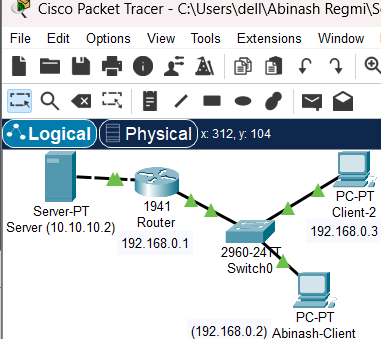 Cisco Packet Tracer - C:\Users\dell\Abinash Regmi\S
File Edit Options View Tools Extensions Window
Logical Physical x: 312, y: 104
Server-PT
Server (10.10.10.2)
1941
Router
192.168.0.1
2960-24TT
Switch0
PC-PT
Client-2
192.168.0.3
PC-PT
(192.168.0.2) Abinash-Client